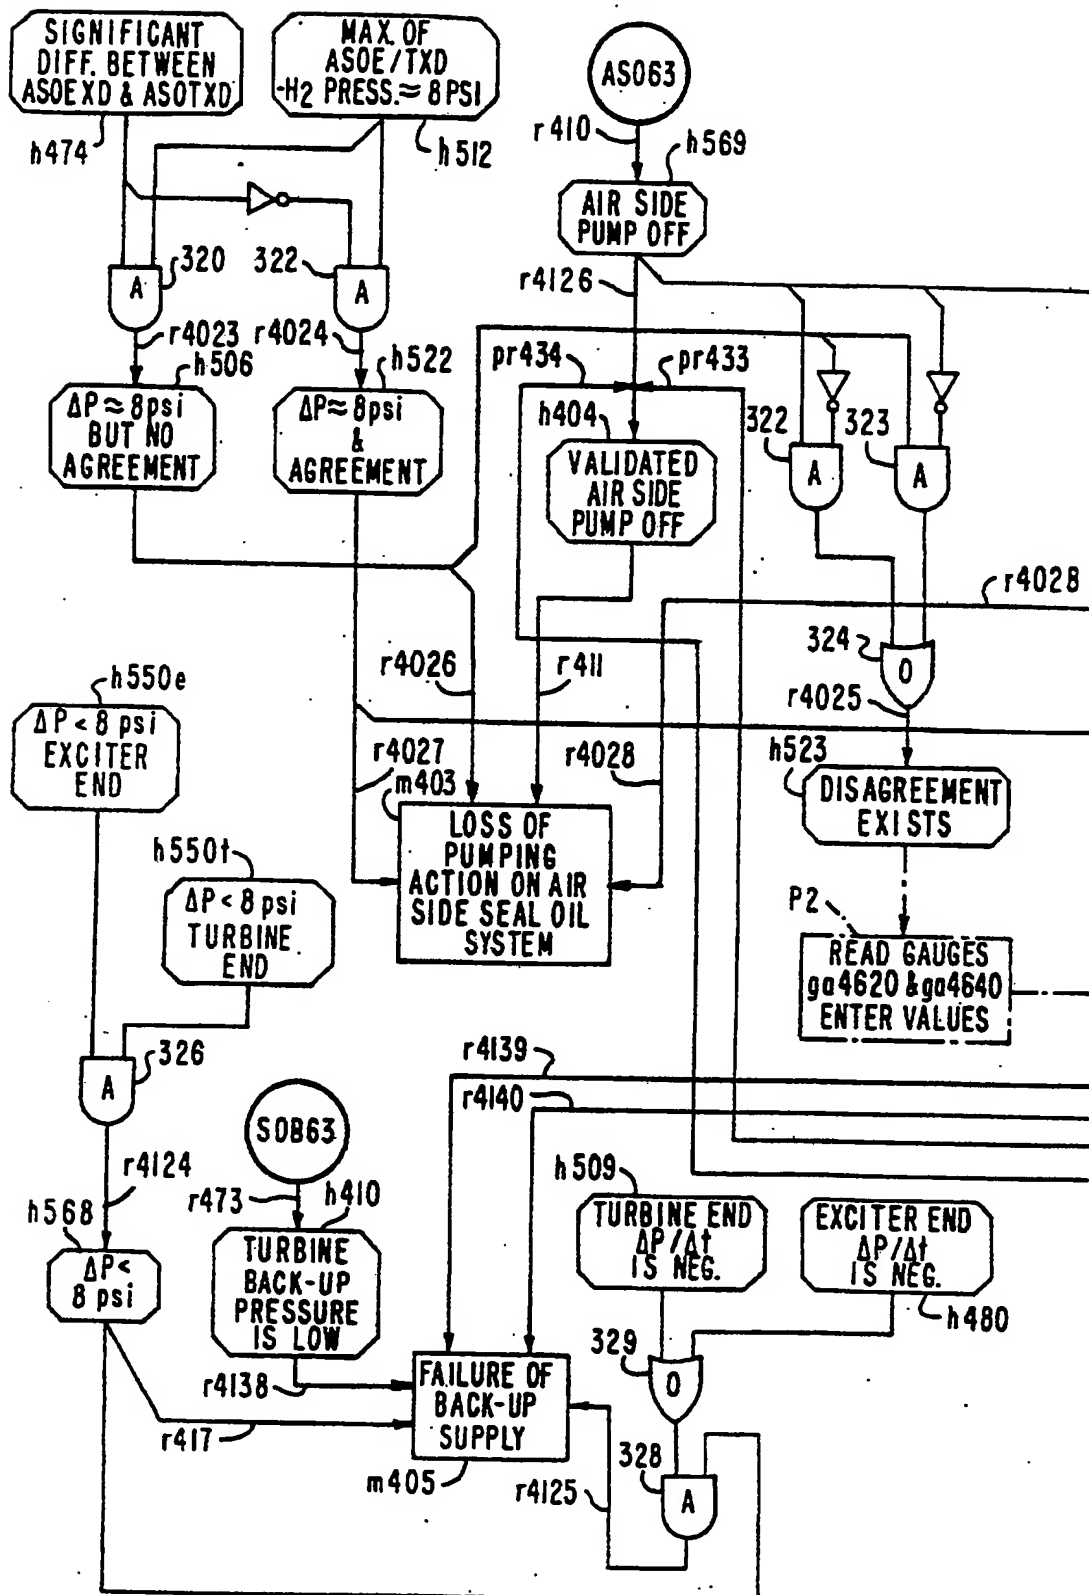 SIGNIFICANT
DIFF. BETWEEN
ASOEXD & ASOTXD
h474
MAX. OF
ASOE/TXD
-H2 PRESS.≈ 8PSI
h512
ASO63
r410
h569
AIR SIDE
PUMP OFF
r4126
A
320
322
A
r4023
h506
r4024
h522
ΔP≈8psi
BUT NO
AGREEMENT
ΔP≈8psi
&
AGREEMENT
pr434
pr433
h404
VALIDATED
AIR SIDE
PUMP OFF
322
A
323
A
r4028
324
O
r4025
h523
DISAGREEMENT
EXISTS
P2
READ GAUGES
ga4620 & ga4640
ENTER VALUES
r4026
r411
r4027
m403
r4028
LOSS OF
PUMPING
ACTION ON AIR
SIDE SEAL OIL
SYSTEM
h550e
ΔP < 8 psi
EXCITER
END
h550t
ΔP < 8 psi
TURBINE
END
A
326
r4124
h568
ΔP<
8 psi
SOB63
r473
h410
TURBINE
BACK-UP
PRESSURE
IS LOW
r4138
r417
r4139
r4140
FAILURE OF
BACK-UP
SUPPLY
m405
h509
TURBINE END
ΔP/Δt
IS NEG.
EXCITER END
ΔP/Δt
IS NEG.
h480
329
O
328
A
r4125